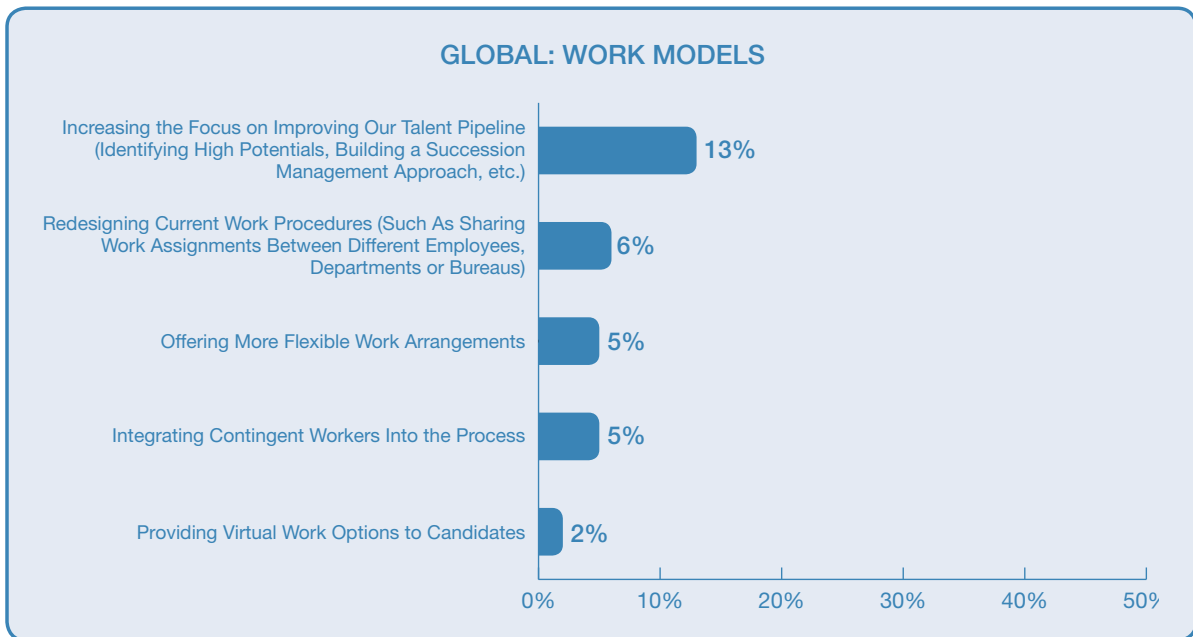 GLOBAL: WORK MODELS
Increasing the Focus on Improving Our Talent Pipeline
(Identifying High Potentials, Building a Succession
Management Approach, etc.)
13%
Redesigning Current Work Procedures (Such As Sharing
Work Assignments Between Different Employees,
Departments or Bureaus)
6%
Offering More Flexible Work Arrangements
5%
Integrating Contingent Workers Into the Process
5%
Providing Virtual Work Options to Candidates
2%
0% 10% 20% 30% 40% 50%